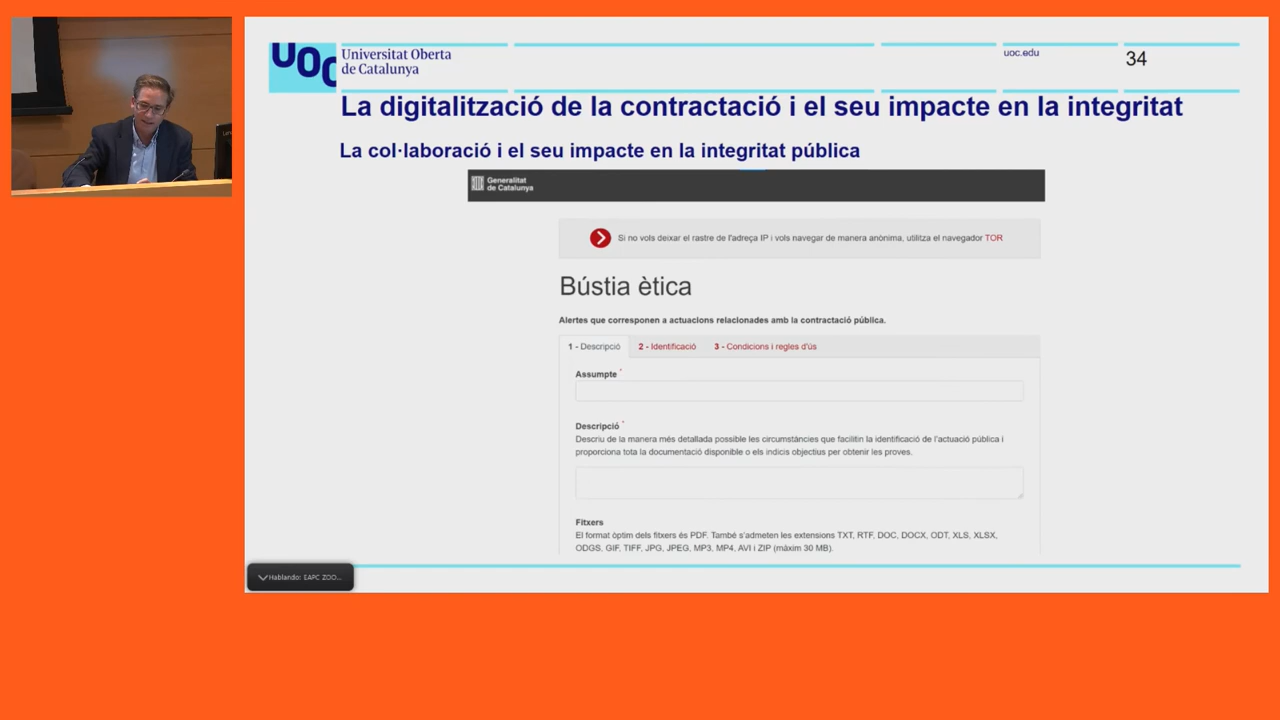 UOC
Universitat Oberta
de Catalunya
uoc.edu
34
La digitalització de la contractació i el seu impacte en la integritat
La col·laboració i el seu impacte en la integritat pública
Generalitat
de Catalunya
Si no vols deixar el rastre de l'adreça IP i vols navegar de manera anònima, utilitza el navegador TOR
Bústia ètica
Alertes que corresponen a actuacions relacionades amb la contractació pública.
1 - Descripció 2 - Identificació 3 - Condicions i regles d'ús
Assumpte *
Descripció *
Descriu de la manera més detallada possible les circumstàncies que facilitin la identificació de l'actuació pública i
proporciona tota la documentació disponible o els indicis objectius per obtenir les proves.
Fitxers
El format òptim dels fitxers és PDF. També s'admeten les extensions TXT, RTF, DOC, DOCX, ODT, XLS, XLSX,
ODGS, GIF, TIFF, JPG, JPEG, MP3, MP4, AVI i ZIP (màxim 30 MB).
Hablando: EAPC ZOO...